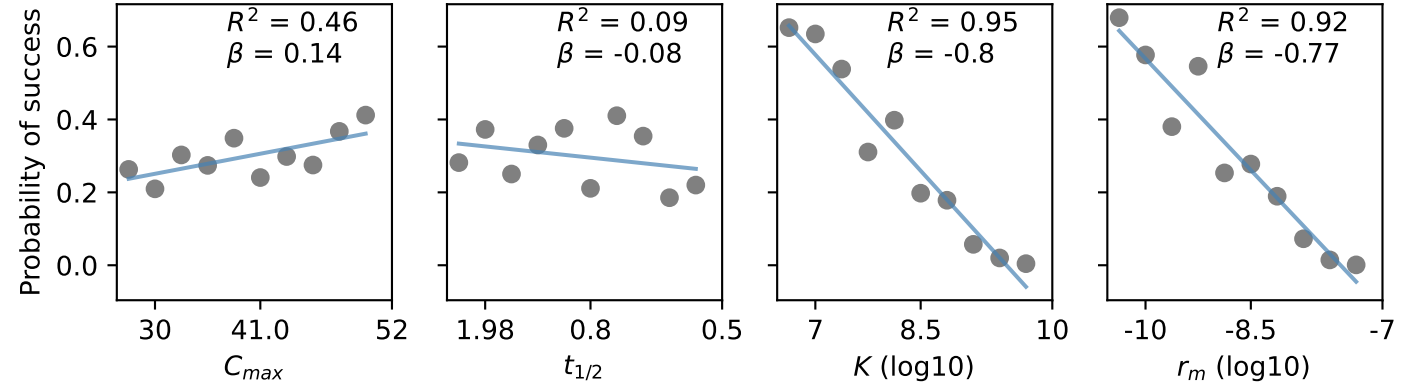 Probability of success
0.6
0.4
0.2
0.0
R² = 0.46
β = 0.14
30 41.0 52
C_max
R² = 0.09
β = -0.08
1.98 0.8 0.5
t_1/2
R² = 0.95
β = -0.8
7 8.5 10
K (log10)
R² = 0.92
β = -0.77
-10 -8.5 -7
r_m (log10)